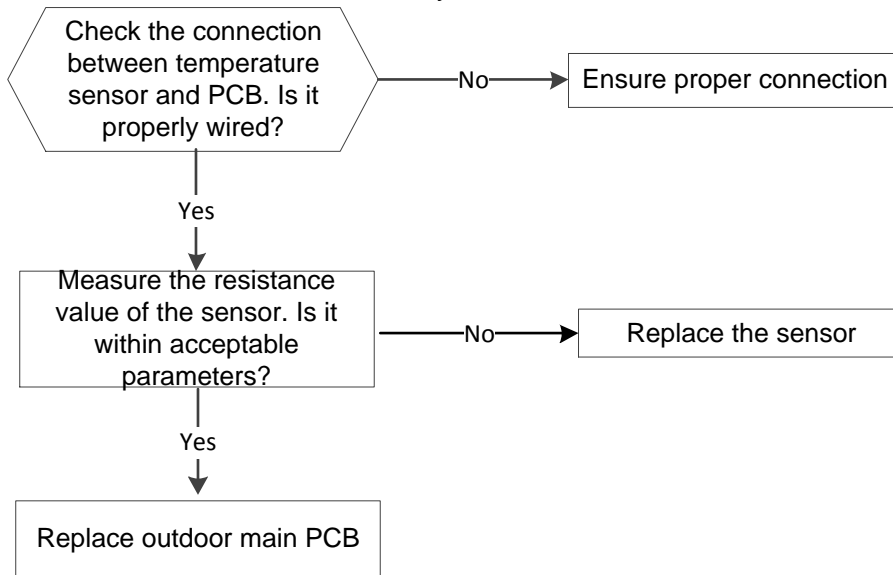 Check the connection
between temperature
sensor and PCB. Is it
properly wired?
No
Ensure proper connection
Yes
Measure the resistance
value of the sensor. Is it
within acceptable
parameters?
No
Replace the sensor
Yes
Replace outdoor main PCB